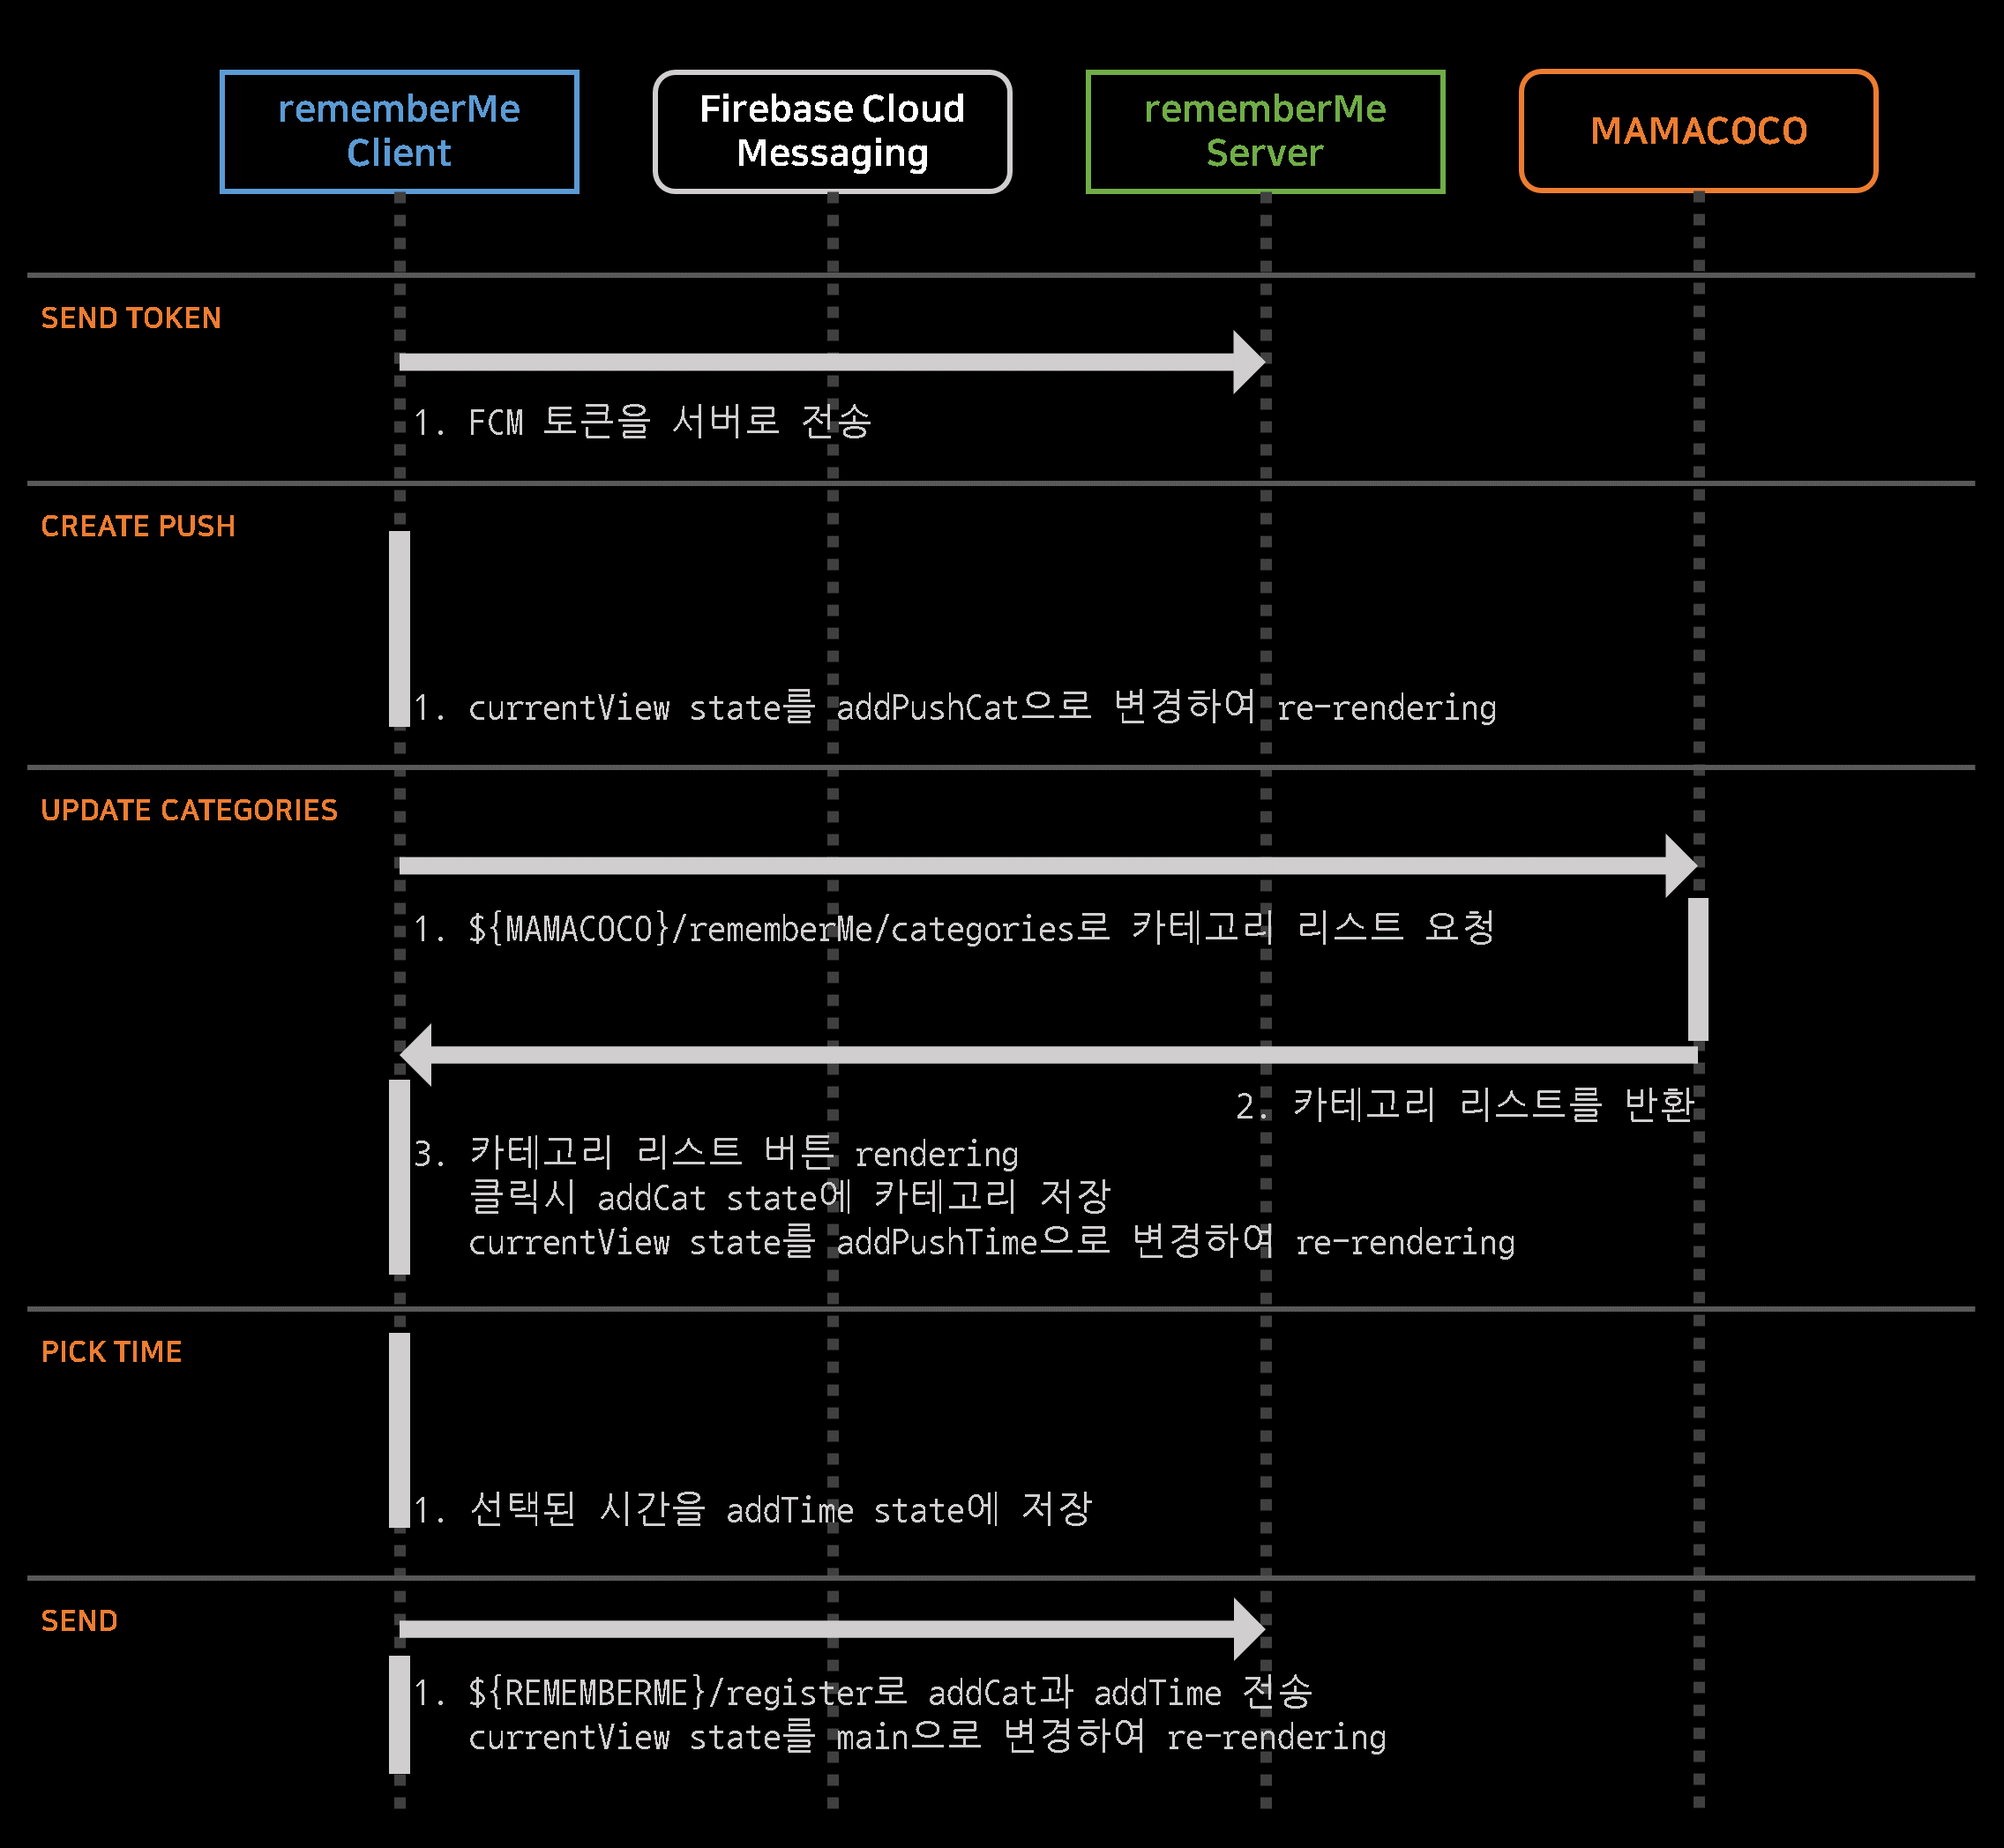 rememberMe
Client
Firebase Cloud
Messaging
rememberMe
Server
MAMACOCO
SEND TOKEN
1. FCM 토큰을 서버로 전송
CREATE PUSH
1. currentView state를 addPushCat으로 변경하여 re-rendering
UPDATE CATEGORIES
1. ${MAMACOCO}/rememberMe/categories로 카테고리 리스트 요청
2. 카테고리 리스트를 반환
3. 카테고리 리스트 버튼 rendering
클릭시 addCat state에 카테고리 저장
currentView state를 addPushTime으로 변경하여 re-rendering
PICK TIME
1. 선택된 시간을 addTime state에 저장
SEND
1. ${REMEMBERME}/register로 addCat과 addTime 전송
currentView state를 main으로 변경하여 re-rendering